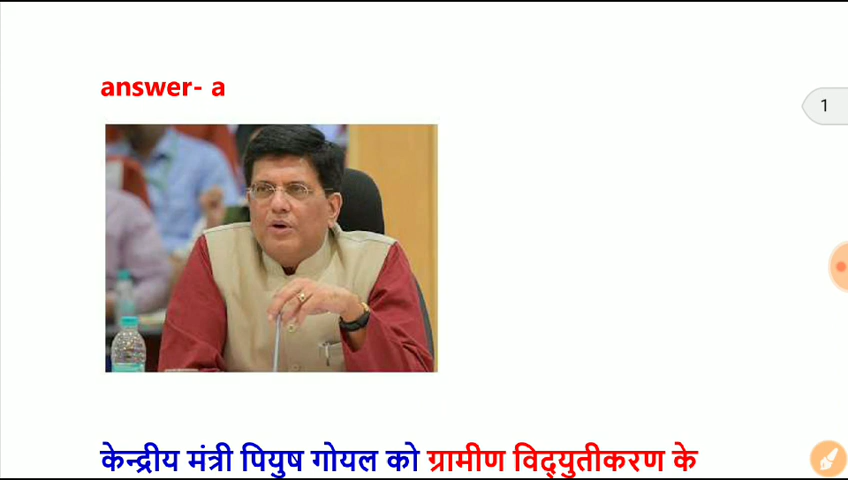 answer- a
1
केन्द्रीय मंत्री पियुष गोयल को ग्रामीण विद्युतीकरण के